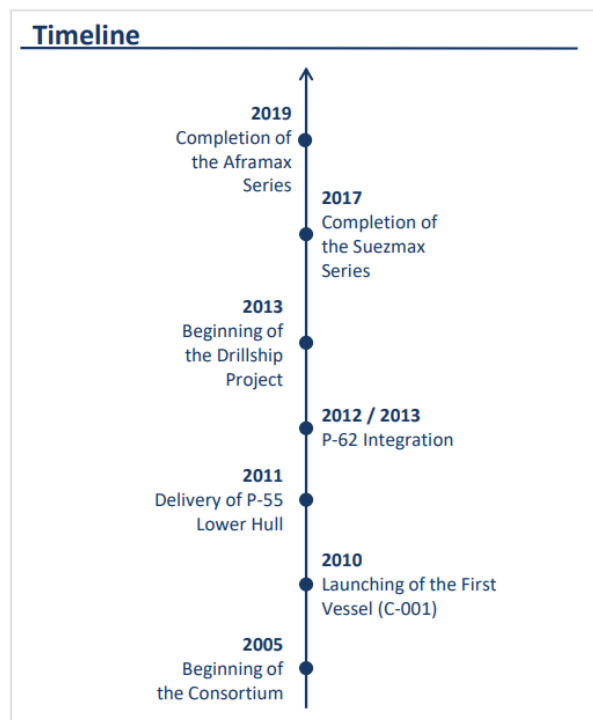 Timeline
2019
Completion of
the Aframax
Series
2017
Completion of
the Suezmax
Series
2013
Beginning of
the Drillship
Project
2012 / 2013
P-62 Integration
2011
Delivery of P-55
Lower Hull
2010
Launching of the First
Vessel (C-001)
2005
Beginning of
the Consortium